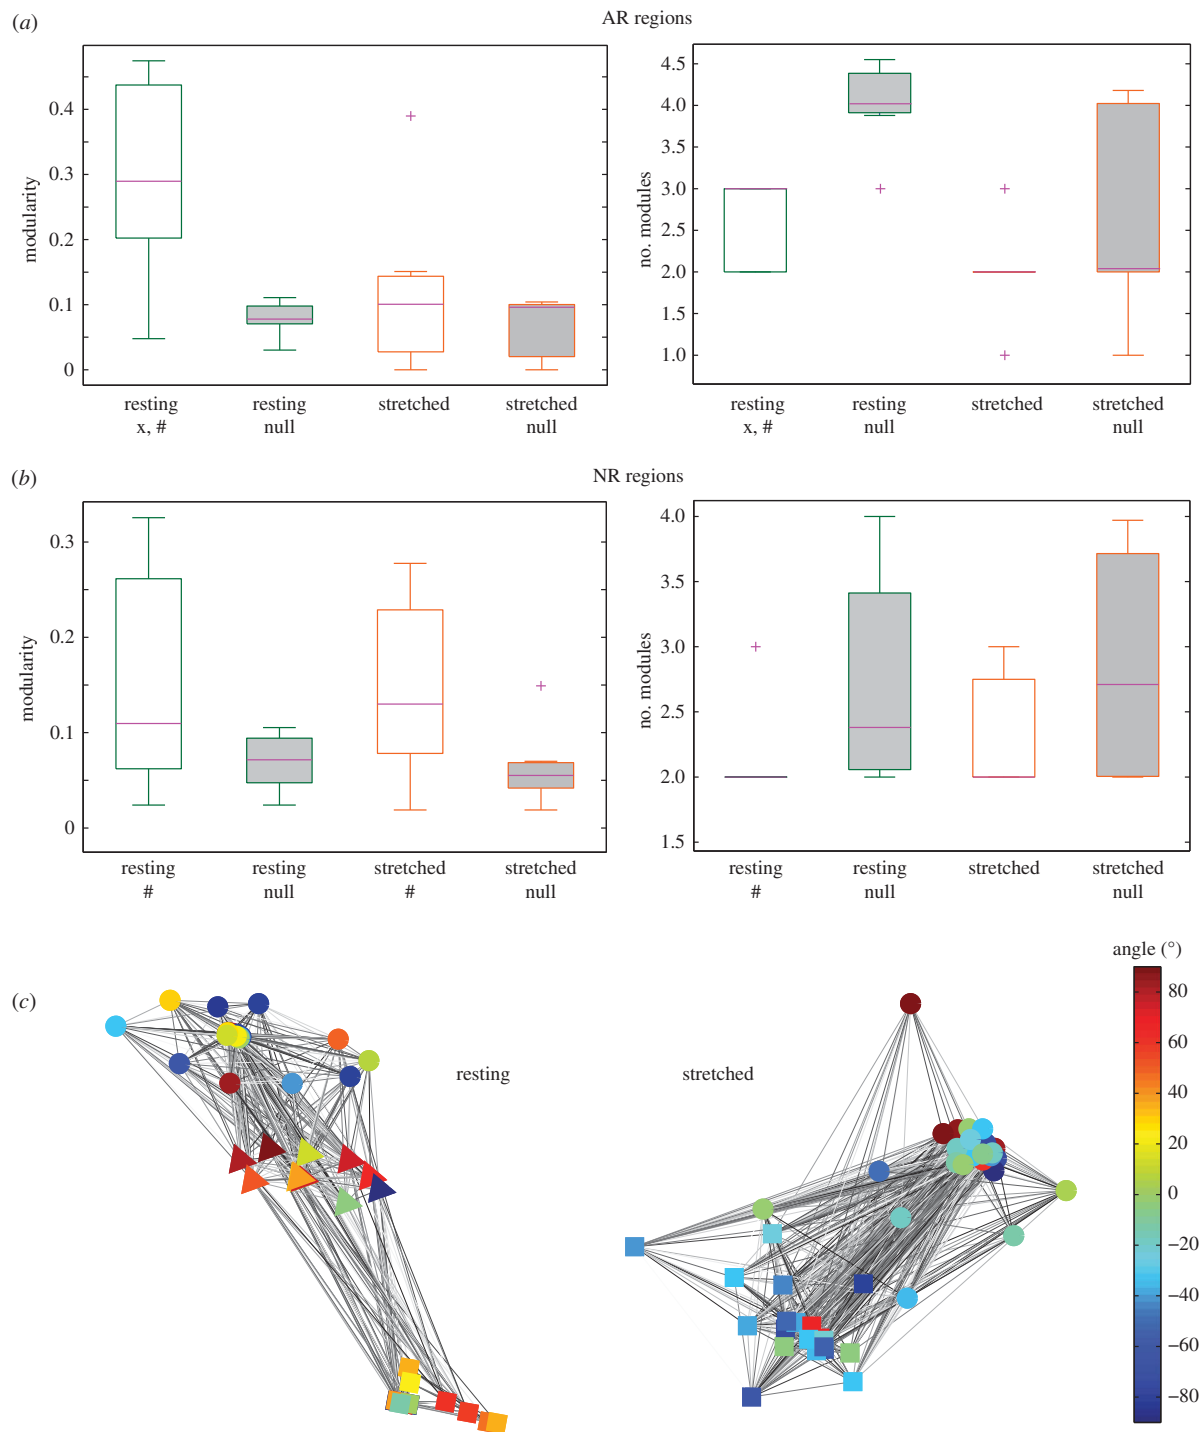 (a)
AR regions
modularity
0.4
0.3
0.2
0.1
0
resting
x, #
resting
null
stretched
stretched
null
no. modules
4.5
4.0
3.5
3.0
2.5
2.0
1.5
1.0
resting
x, #
resting
null
stretched
stretched
null
(b)
NR regions
modularity
0.3
0.2
0.1
0
resting
#
resting
null
stretched
#
stretched
null
no. modules
4.0
3.5
3.0
2.5
2.0
1.5
resting
#
resting
null
stretched
stretched
null
(c)
resting
stretched
angle (°)
80
60
40
20
0
−20
−40
−60
−80